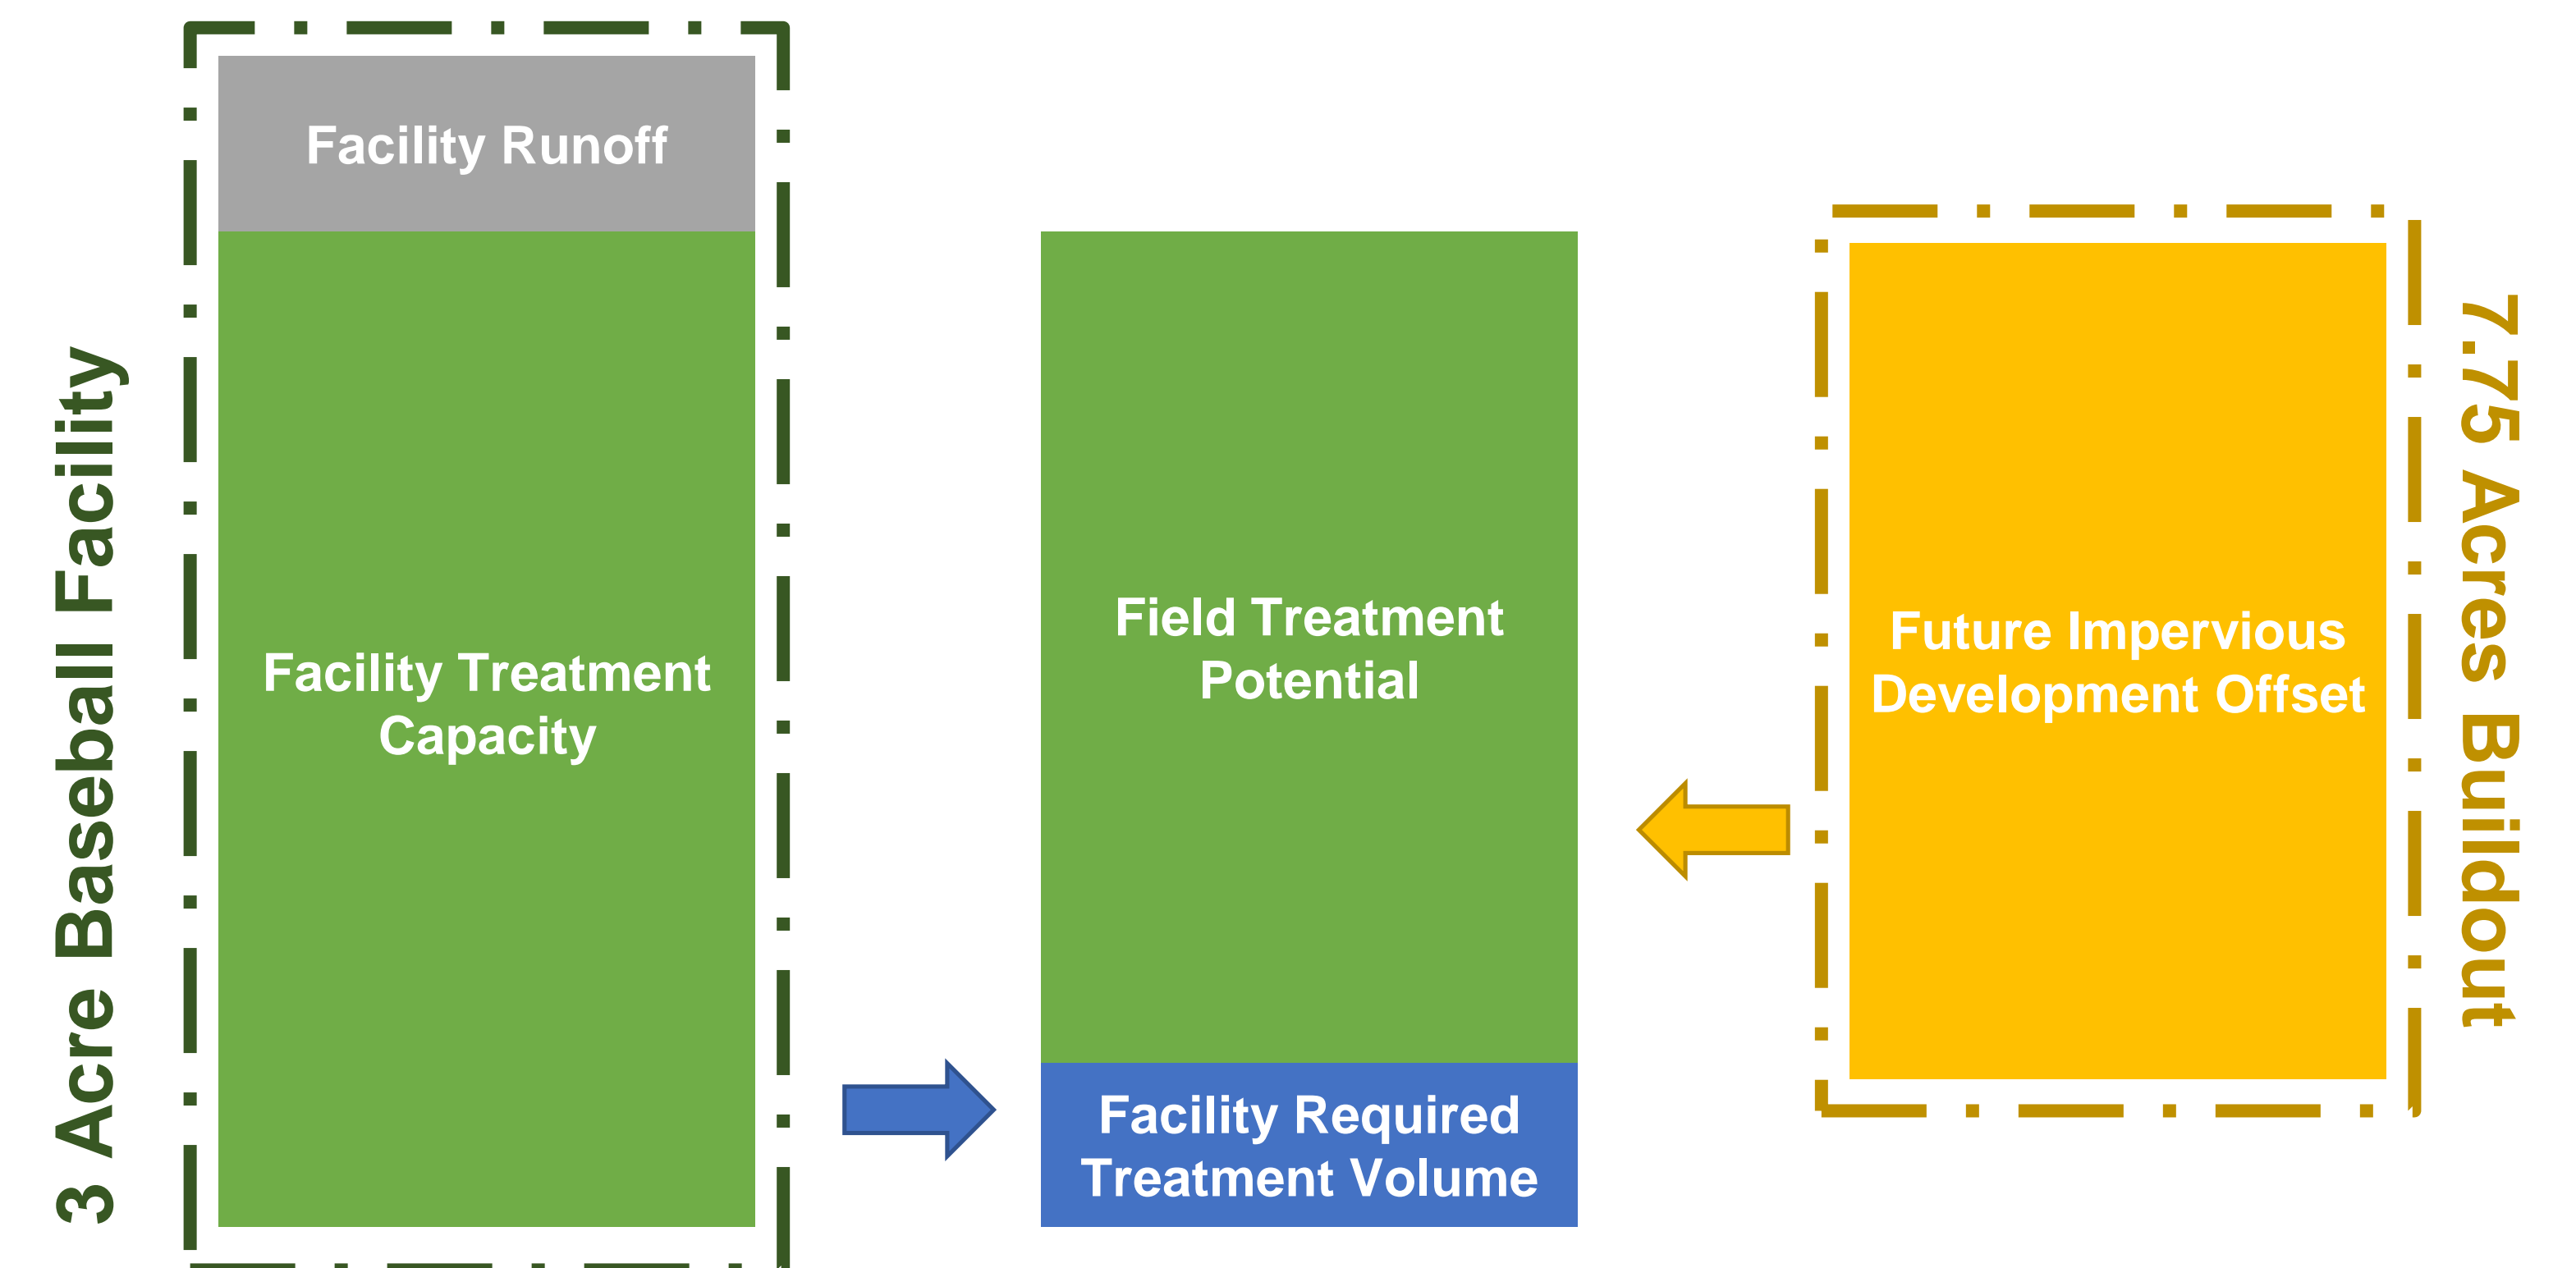 3 Acre Baseball Facility
Facility Runoff
Facility Treatment
Capacity
Field Treatment
Potential
Facility Required
Treatment Volume
Future Impervious
Development Offset
7.75 Acres Buildout